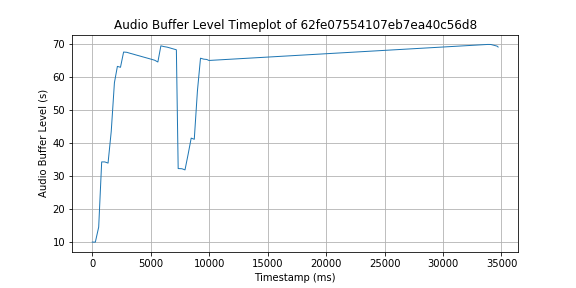 Audio Buffer Level Timeplot of 62fe07554107eb7ea40c56d8
70
60
50
40
30
20
10
Audio Buffer Level (s)
0 5000 10000 15000 20000 25000 30000 35000
Timestamp (ms)